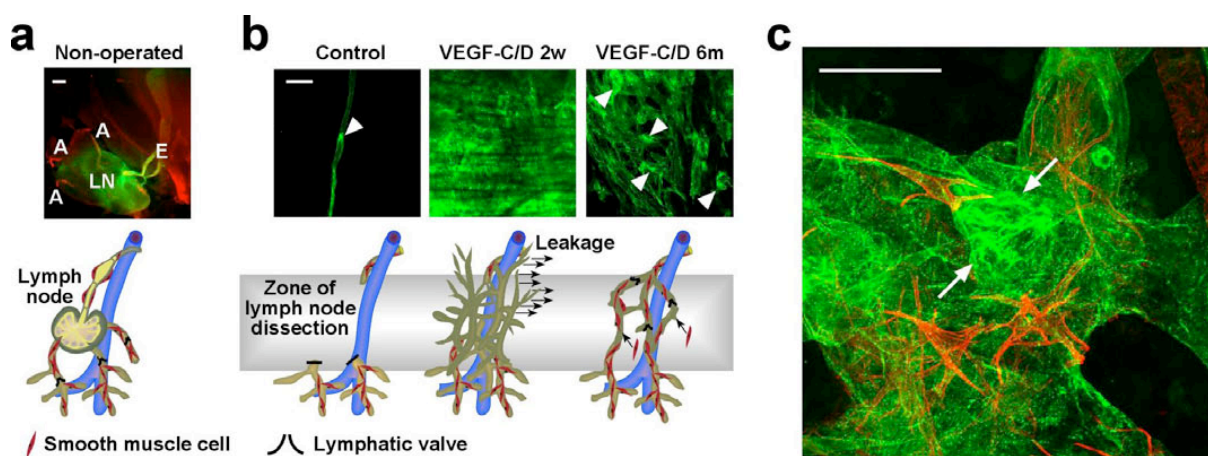 a
Non-operated
A
A
E
LN
A
Lymph
node
b
Control
VEGF-C/D 2w
VEGF-C/D 6m
Leakage
Zone of
lymph node
dissection
Smooth muscle cell
Lymphatic valve
c